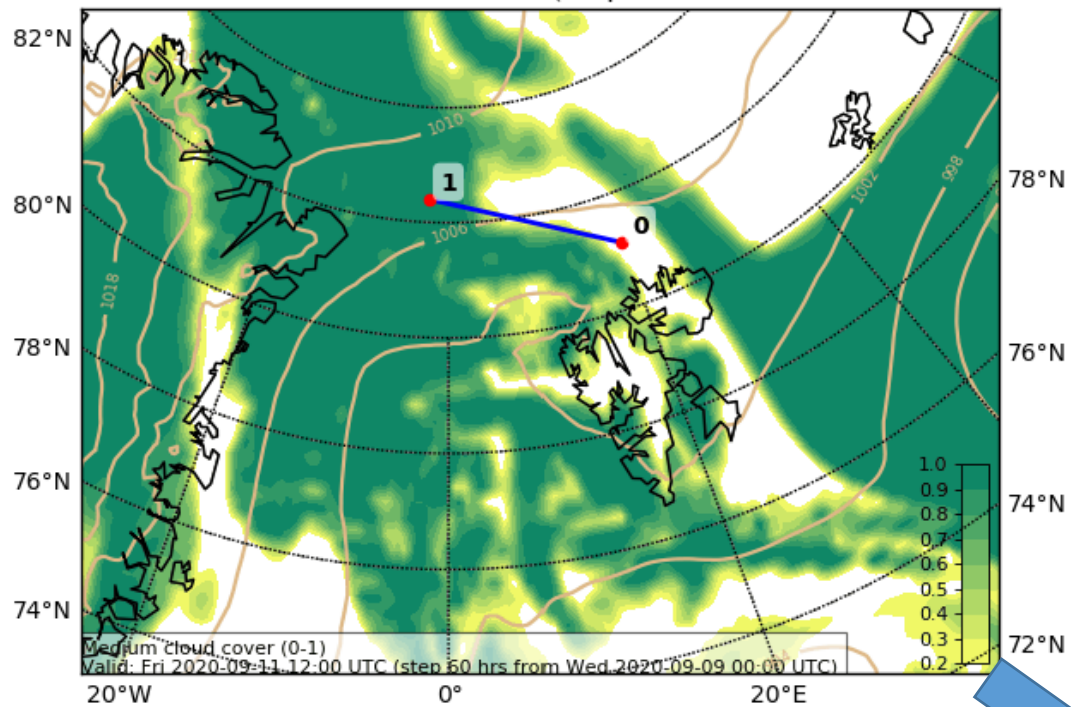 82°N
1010
1
80°N
1002
998
78°N
0
1006
1018
78°N
76°N
76°N
1.0
0.9
0.8
0.7
0.6
0.5
0.4
0.3
0.2
74°N
74°N
72°N
Medium cloud cover (0-1)
Valid: Fri 2020-09-11 12:00 UTC (step 60 hrs from Wed 2020-09-09 00:00 UTC)
20°W
0°
20°E